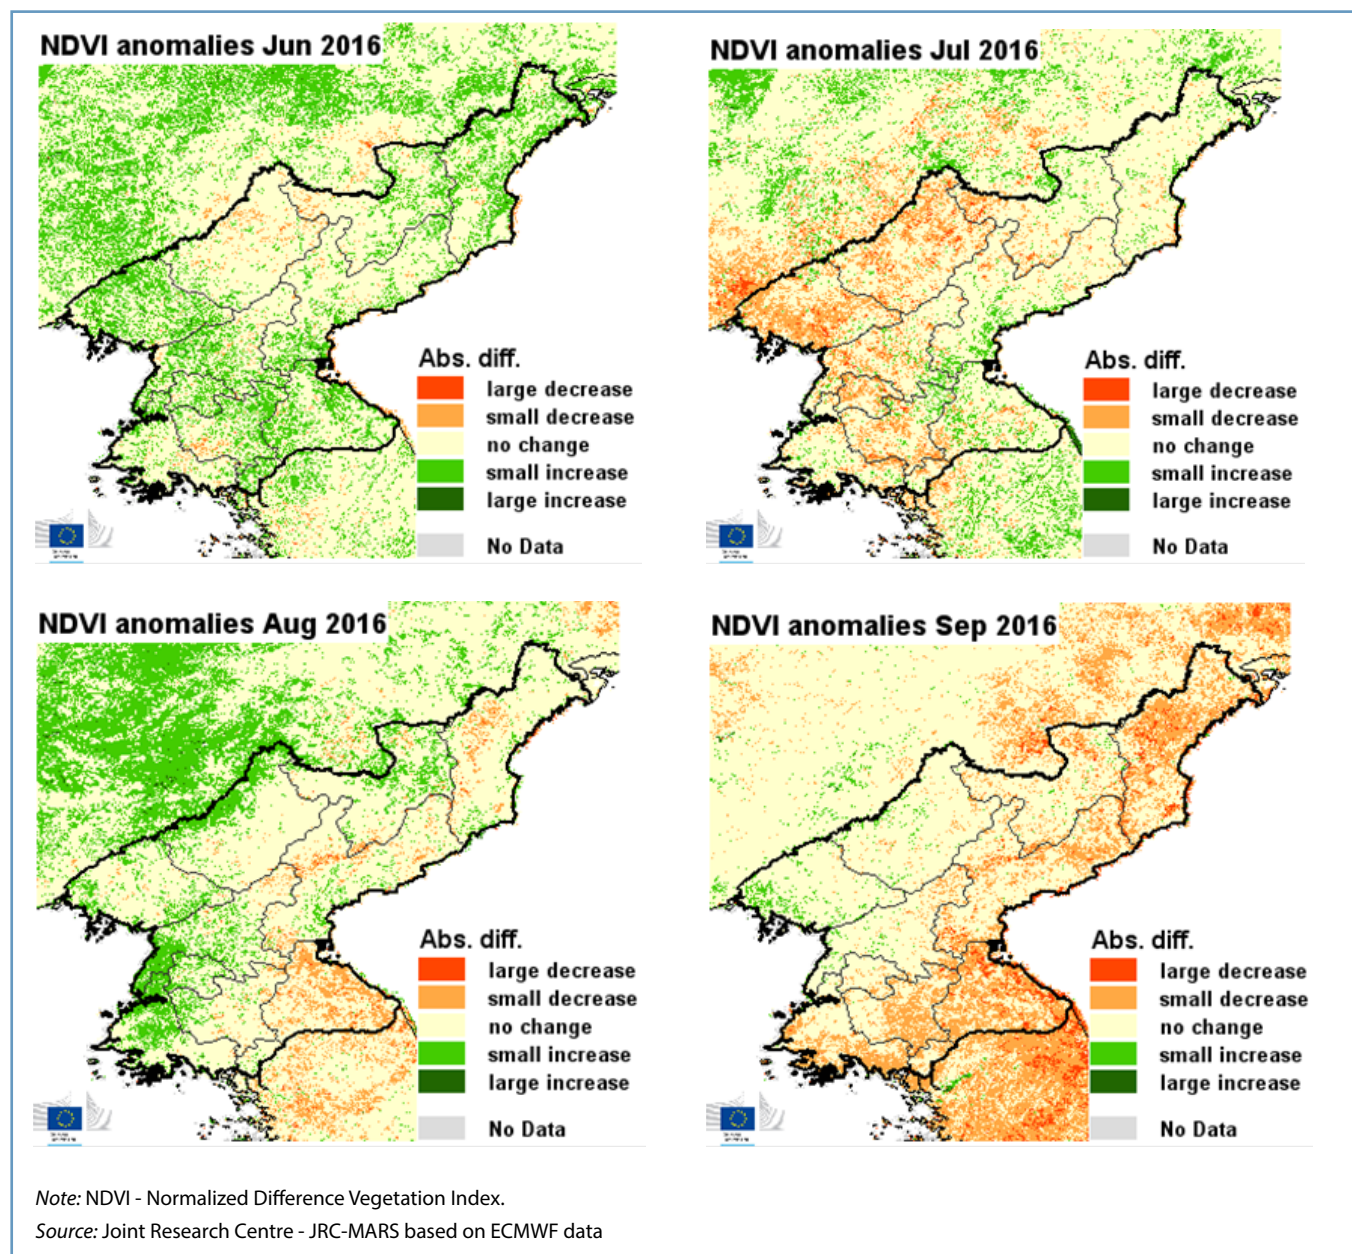 NDVI anomalies Jun 2016
Abs. diff.
large decrease
small decrease
no change
small increase
large increase
No Data
NDVI anomalies Jul 2016
Abs. diff.
large decrease
small decrease
no change
small increase
large increase
No Data
NDVI anomalies Aug 2016
Abs. diff.
large decrease
small decrease
no change
small increase
large increase
No Data
NDVI anomalies Sep 2016
Abs. diff.
large decrease
small decrease
no change
small increase
large increase
No Data
Note: NDVI - Normalized Difference Vegetation Index.
Source: Joint Research Centre - JRC-MARS based on ECMWF data